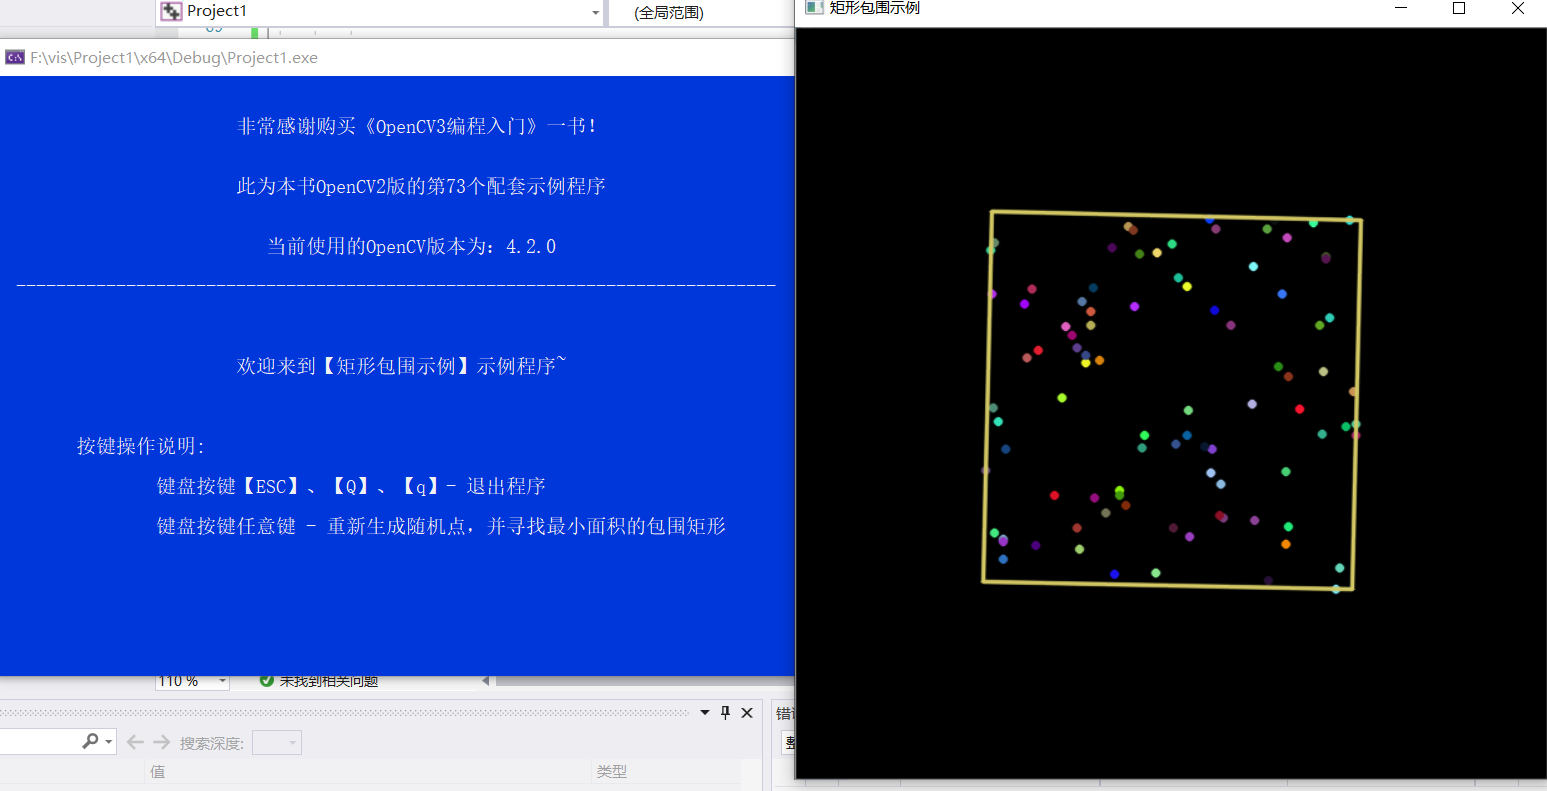 Project1
(全局范围)
矩形包围示例
F:\vis\Project1\x64\Debug\Project1.exe
非常感谢购买《OpenCV3编程入门》一书!
此为本书OpenCV2版的第73个配套示例程序
当前使用的OpenCV版本为: 4.2.0
----------------------------------------------------------------------------
欢迎来到【矩形包围示例】示例程序~
按键操作说明:
键盘按键【ESC】、【Q】、【q】- 退出程序
键盘按键任意键 - 重新生成随机点，并寻找最小面积的包围矩形
110 %
未找到相关问题
搜索深度:
值
类型